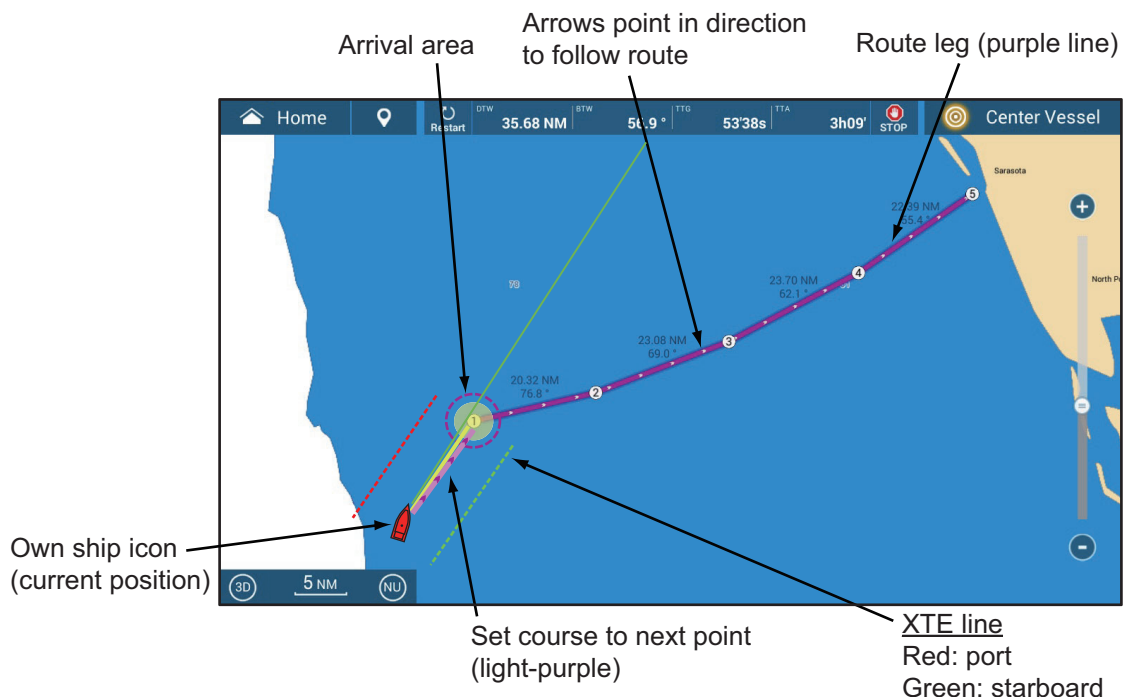 Arrows point in direction
to follow route
Arrival area
Route leg (purple line)
Home
Restart
DTW
35.68 NM
BTW
56.9 °
TTG
53'38s
TTA
3h09'
STOP
Center Vessel
Sarasota
5
22.39 NM
55.4 °
4
23.70 NM
62.1 °
78
North P
23.08 NM
69.0 °
3
20.32 NM
76.8 °
2
1
Own ship icon
(current position)
3D
5 NM
NU
Set course to next point
(light-purple)
XTE line
Red: port
Green: starboard